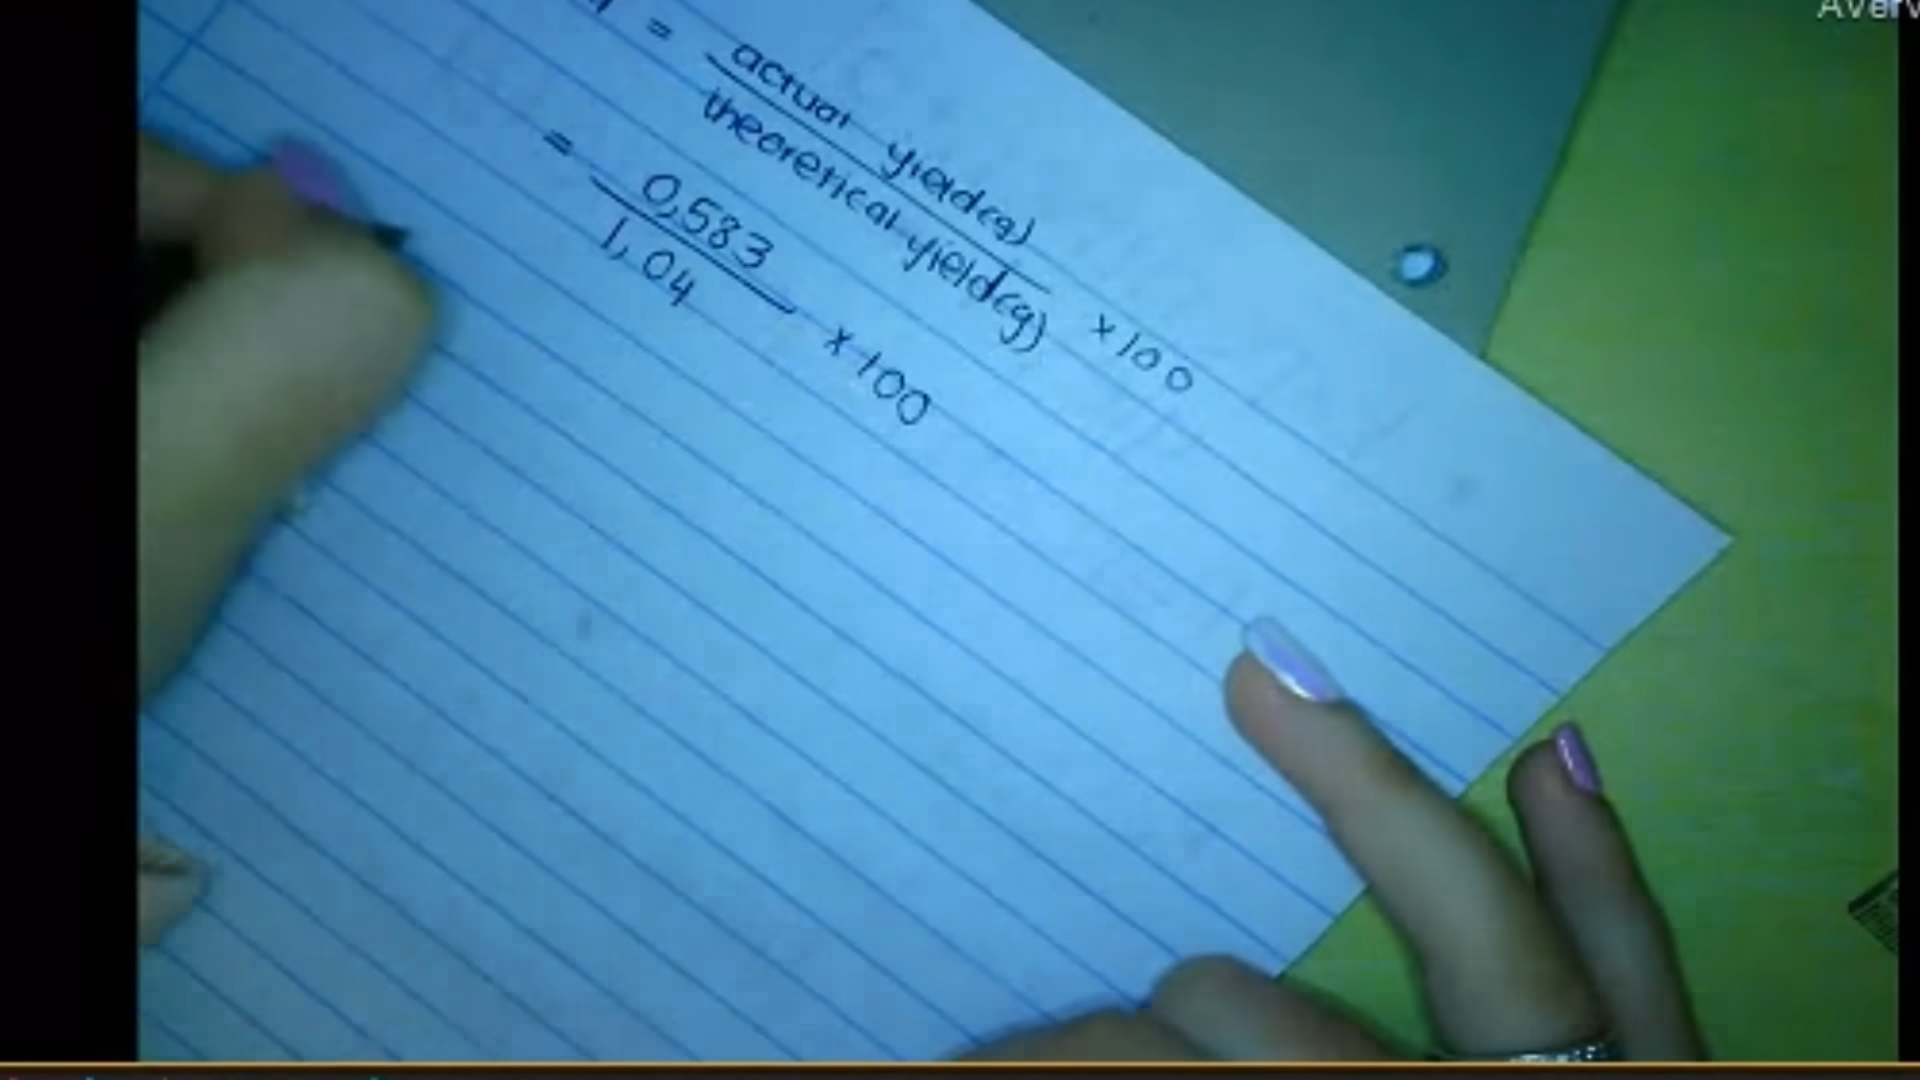 = actual yield(g) / theoretical yield(g) × 100
= 0,583 / 1,04 × 100